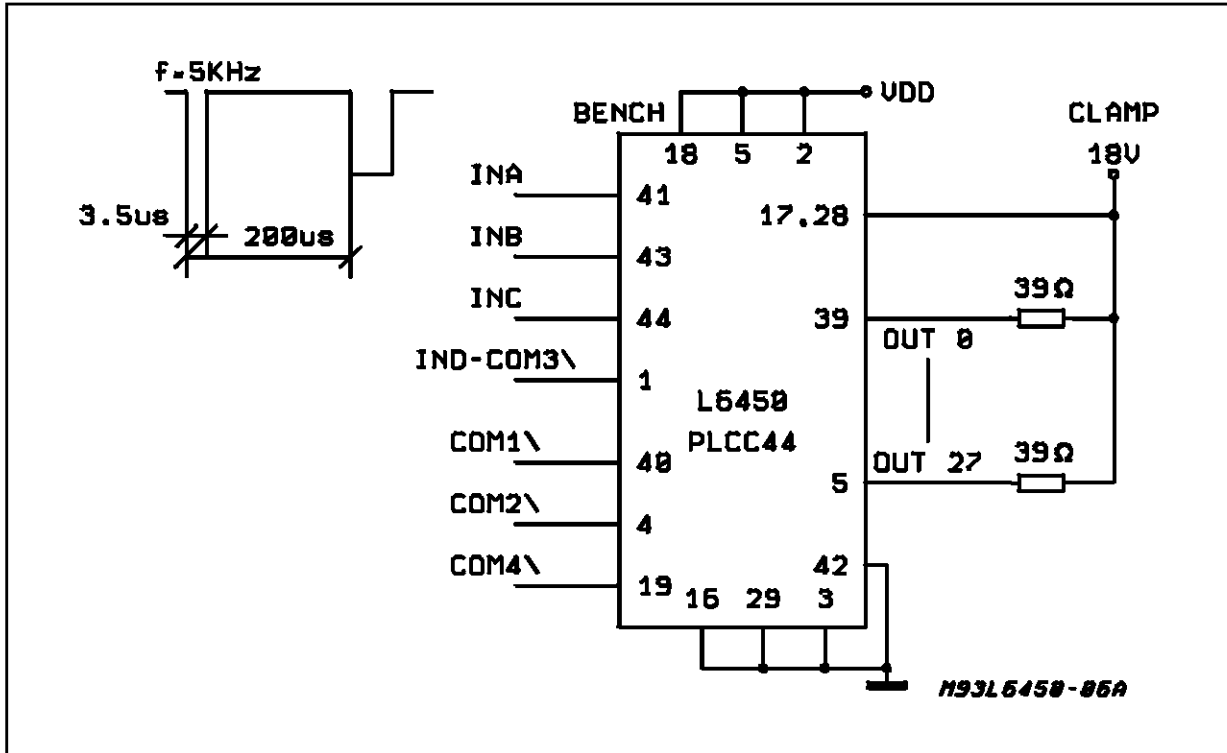 f=5KHz
3.5us
200us
BENCH
VDD
CLAMP
18V
18 5 2
INA
41
17.28
INB
43
INC
44
39
39Ω
OUT 0
IND-COM3\
1
L6450
PLCC44
COM1\
40
OUT 27
39Ω
5
COM2\
4
COM4\
19
42
16 29 3
M93L6450-06A